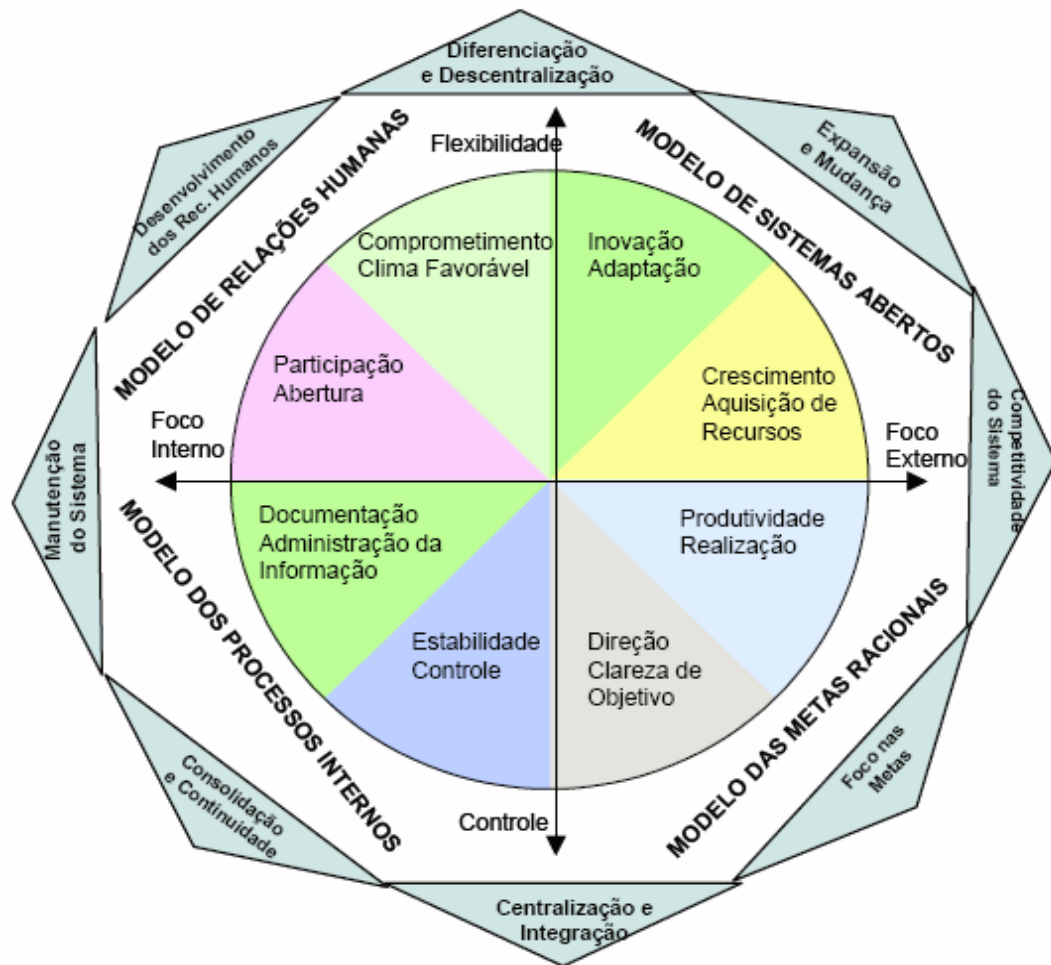 Diferenciação
e Descentralização
Desenvolvimento
dos Rec. Humanos
Expansão
e Mudança
MODELO DE RELAÇÕES HUMANAS
Flexibilidade
MODELO DE SISTEMAS ABERTOS
Comprometimento
Clima Favorável
Inovação
Adaptação
Participação
Abertura
Crescimento
Aquisição de
Recursos
Foco
Interno
Foco
Externo
Manutenção
do Sistema
Competitividade
do Sistema
Documentação
Administração da
Informação
Produtividade
Realização
Estabilidade
Controle
Direção
Clareza de
Objetivo
MODELO DOS PROCESSOS INTERNOS
MODELO DAS METAS RACIONAIS
Consolidação
e Continuidade
Foco nas
Metas
Controle
Centralização e
Integração